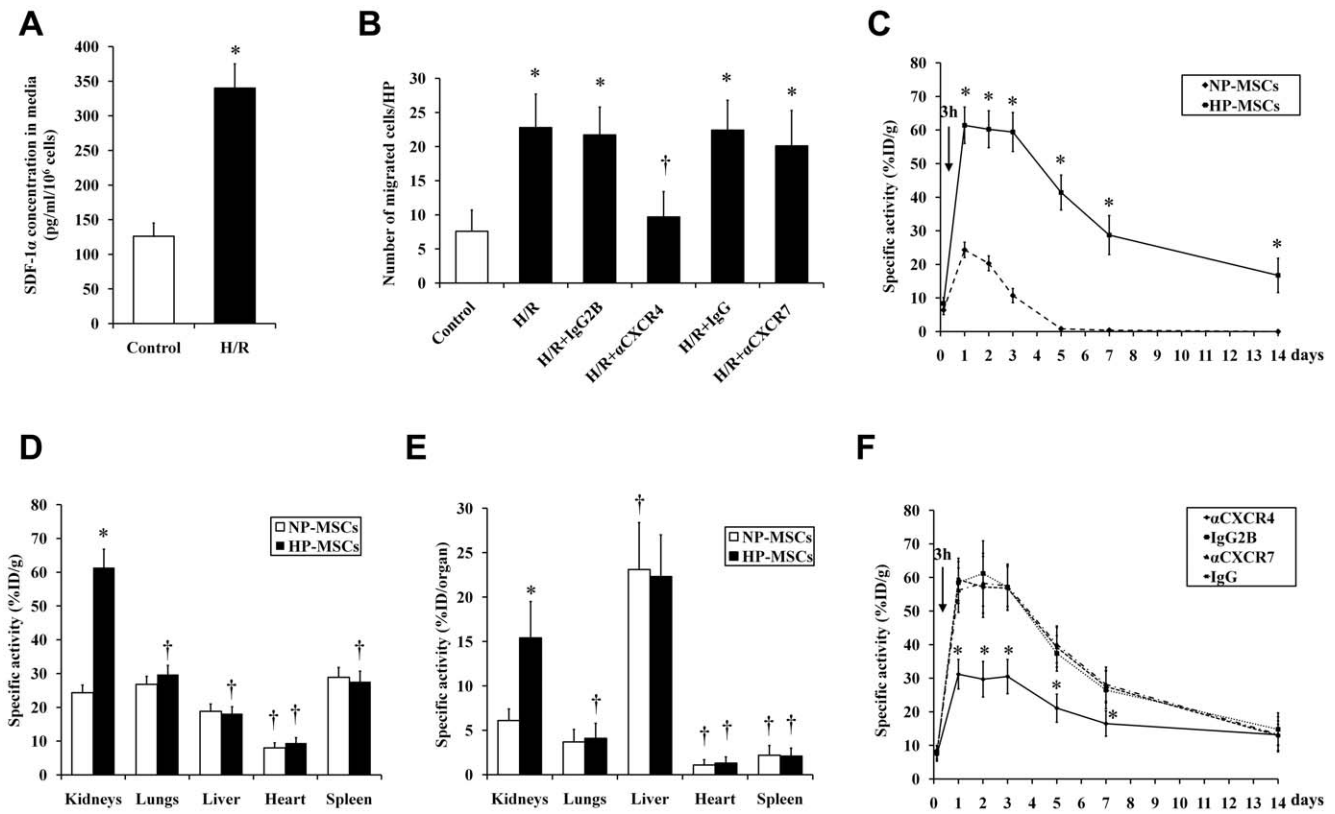 A
SDF-1α concentration in media
(pg/ml/10⁶ cells)
400
350
300
250
200
150
100
50
0
*
Control
H/R
B
Number of migrated cells/HP
30
25
20
15
10
5
0
*
*
†
*
*
Control
H/R
H/R+IgG2B
H/R+αCXCR4
H/R+IgG
H/R+αCXCR7
C
Specific activity (%ID/g)
80
70
60
50
40
30
20
10
0
3h
* * * * * *
NP-MSCs
HP-MSCs
0 1 2 3 5 7 8 9 10 11 12 13 14 days
D
Specific activity (%ID/g)
80
70
60
50
40
30
20
10
0
* † † † † †
NP-MSCs
HP-MSCs
Kidneys Lungs Liver Heart Spleen
E
Specific activity (%ID/organ)
30
25
20
15
10
5
0
* † † † † † †
NP-MSCs
HP-MSCs
Kidneys Lungs Liver Heart Spleen
F
Specific activity (%ID/g)
80
70
60
50
40
30
20
10
0
3h
* * * * *
αCXCR4
IgG2B
αCXCR7
IgG
0 1 2 3 5 7 8 9 10 11 12 13 14 days